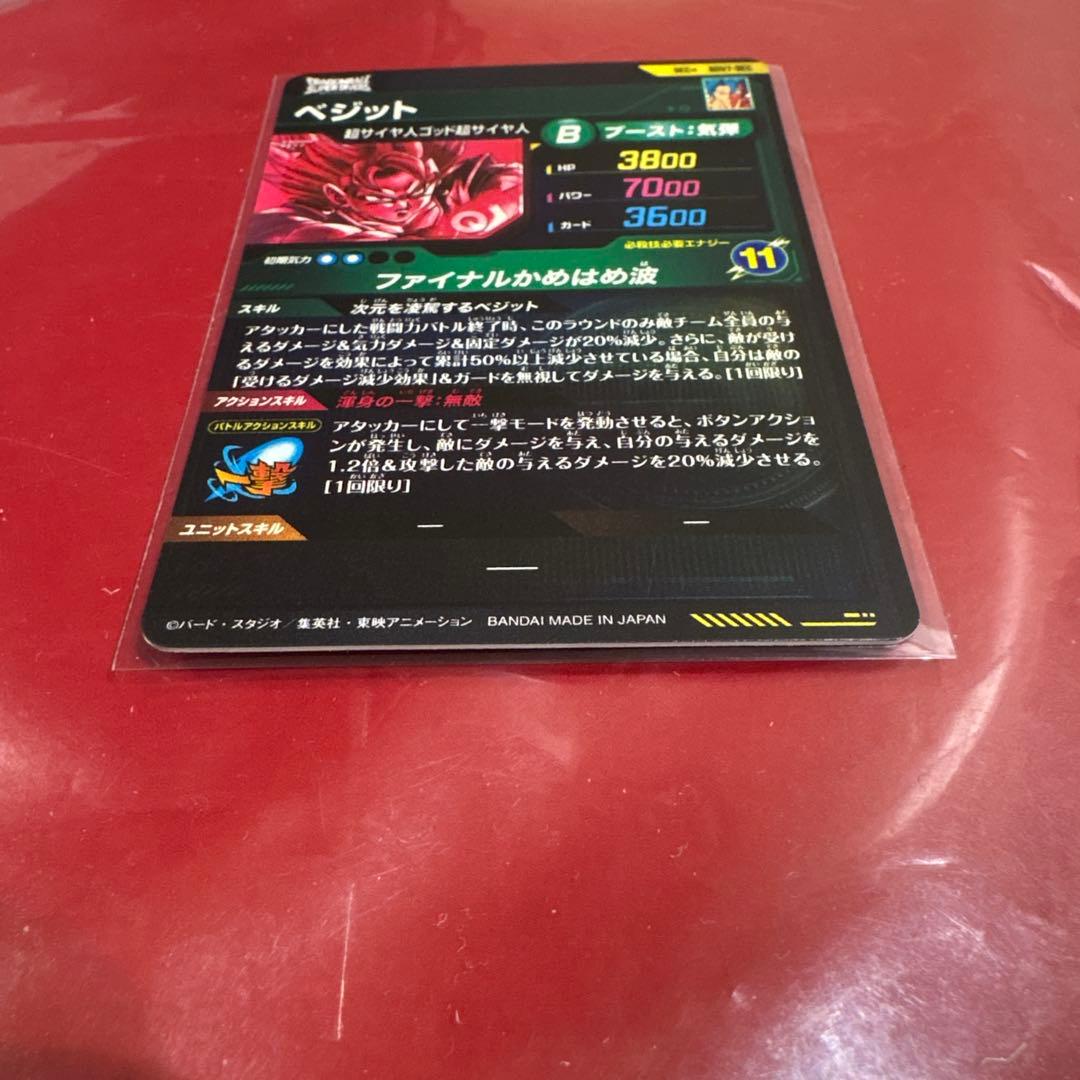 DRAGONBALL
SUPER DIVERS
ベジット
超サイヤ人ゴッド超サイヤ人
B ブースト:気弾
HP 3800
パワー 7000
ガード 3600
必殺技必要エナジー
11
初期気力
ファイナルかめはめ波
スキル 次元を凌駕するベジット
アタッカーにした戦闘力バトル終了時、このラウンドのみ敵チーム全員の与
えるダメージ&気力ダメージ&固定ダメージが20%減少。さらに、敵が受け
るダメージを効果によって累計50%以上減少させている場合、自分は敵の
「受けるダメージ減少効果」&ガードを無視してダメージを与える。[1回限り]
アクションスキル 渾身の一撃:無敵
バトルアクションスキル
一撃
アタッカーにして一撃モードを発動させると、ボタンアクショ
ンが発生し、敵にダメージを与え、自分の与えるダメージを
1.2倍&攻撃した敵の与えるダメージを20%減少させる。
[1回限り]
ユニットスキル — —
—
©バード・スタジオ/集英社・東映アニメーション BANDAI MADE IN JAPAN